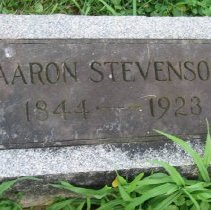 AARON STEVENSO
1844 — 1923